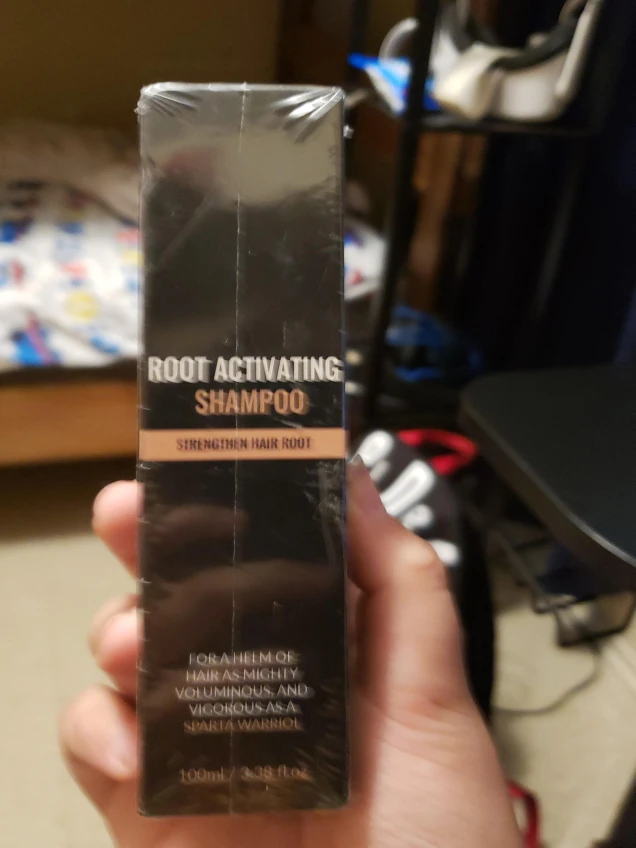 ROOT ACTIVATING
SHAMPOO
STRENGTHEN HAIR ROOT
FOR A HELM OF
HAIR AS MIGHTY
VOLUMINOUS, AND
VIGOROUS AS A
SPARTA WARRIOL
100ml / 3.38 fl.oz